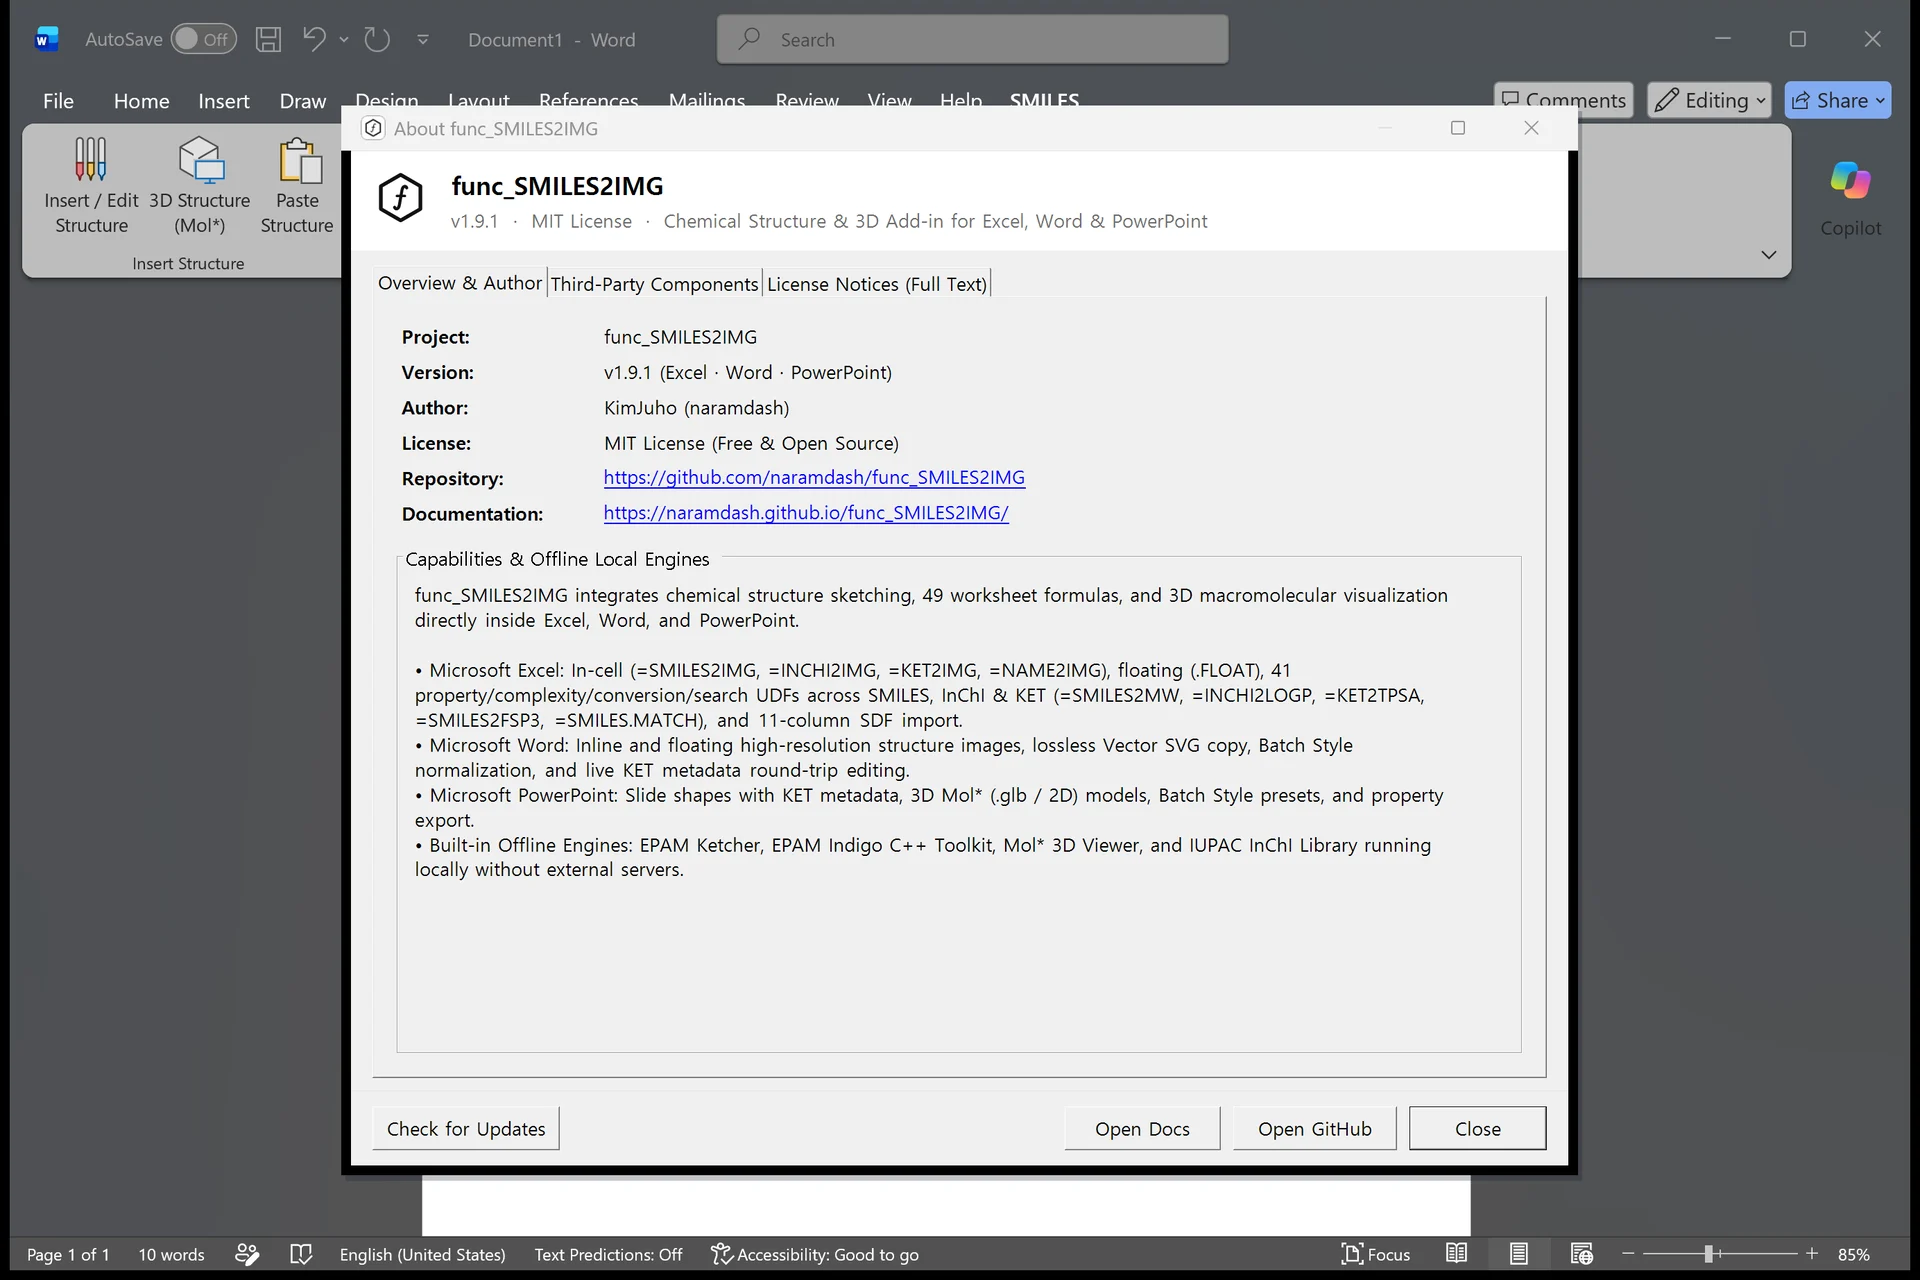 AutoSave Off Document1 - Word Search
File Home Insert Draw Design Layout References Mailings Review View Help SMILES Comments Editing Share
About func_SMILES2IMG
Insert / Edit Structure
3D Structure (Mol*)
Paste Structure
Insert Structure
Copilot
func_SMILES2IMG
v1.9.1 · MIT License · Chemical Structure & 3D Add-in for Excel, Word & PowerPoint
Overview & Author Third-Party Components License Notices (Full Text)
Project: func_SMILES2IMG
Version: v1.9.1 (Excel · Word · PowerPoint)
Author: KimJuho (naramdash)
License: MIT License (Free & Open Source)
Repository: https://github.com/naramdash/func_SMILES2IMG
Documentation: https://naramdash.github.io/func_SMILES2IMG/
Capabilities & Offline Local Engines
func_SMILES2IMG integrates chemical structure sketching, 49 worksheet formulas, and 3D macromolecular visualization
directly inside Excel, Word, and PowerPoint.
• Microsoft Excel: In-cell (=SMILES2IMG, =INCHI2IMG, =KET2IMG, =NAME2IMG), floating (.FLOAT), 41
property/complexity/conversion/search UDFs across SMILES, InChI & KET (=SMILES2MW, =INCHI2LOGP, =KET2TPSA,
=SMILES2FSP3, =SMILES.MATCH), and 11-column SDF import.
• Microsoft Word: Inline and floating high-resolution structure images, lossless Vector SVG copy, Batch Style
normalization, and live KET metadata round-trip editing.
• Microsoft PowerPoint: Slide shapes with KET metadata, 3D Mol* (.glb / 2D) models, Batch Style presets, and property
export.
• Built-in Offline Engines: EPAM Ketcher, EPAM Indigo C++ Toolkit, Mol* 3D Viewer, and IUPAC InChI Library running
locally without external servers.
Check for Updates Open Docs Open GitHub Close
Page 1 of 1 10 words English (United States) Text Predictions: Off Accessibility: Good to go Focus 85%